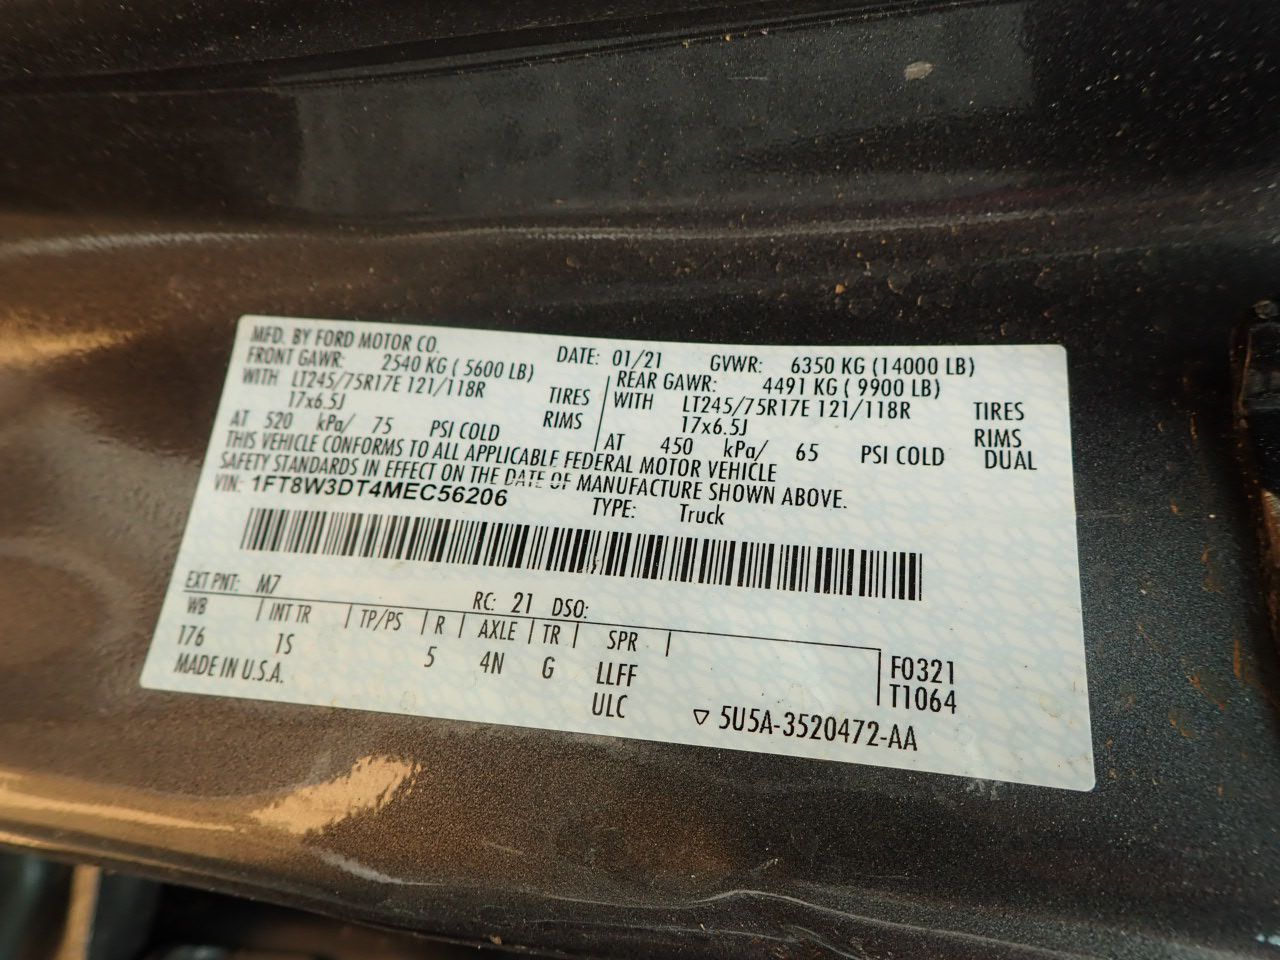 MFD. BY FORD MOTOR CO.
DATE: 01/21 GVWR: 6350 KG (14000 LB)
FRONT GAWR: 2540 KG ( 5600 LB) REAR GAWR: 4491 KG ( 9900 LB)
WITH LT245/75R17E 121/118R TIRES WITH LT245/75R17E 121/118R TIRES
17x6.5J RIMS 17x6.5J RIMS
AT 520 kPa/ 75 PSI COLD AT 450 kPa/ 65 PSI COLD DUAL
THIS VEHICLE CONFORMS TO ALL APPLICABLE FEDERAL MOTOR VEHICLE
SAFETY STANDARDS IN EFFECT ON THE DATE OF MANUFACTURE SHOWN ABOVE.
VIN: 1FT8W3DT4MEC56206
TYPE: Truck
EXT PNT: M7 RC: 21 DSO:
WB | INT TR | TP/PS | R | AXLE | TR | SPR |
176 1S 5 4N G LLFF F0321
ULC T1064
MADE IN U.S.A.
▽ 5U5A-3520472-AA